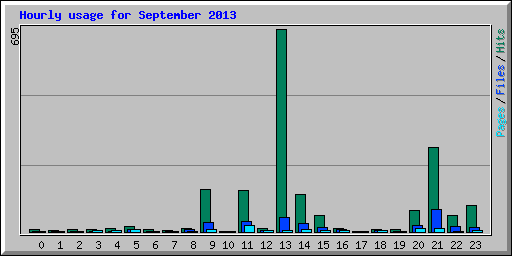 Hourly usage for September 2013
695
Pages/Files/Hits
0 1 2 3 4 5 6 7 8 9 10 11 12 13 14 15 16 17 18 19 20 21 22 23